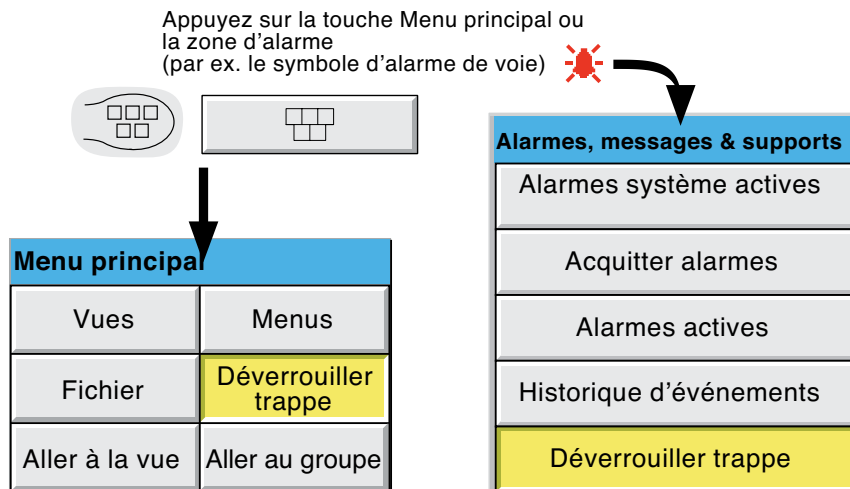 Appuyez sur la touche Menu principal ou
la zone d'alarme
(par ex. le symbole d'alarme de voie)
Menu principal
Vues
Menus
Fichier
Déverrouiller
trappe
Aller à la vue
Aller au groupe
Alarmes, messages & supports
Alarmes système actives
Acquitter alarmes
Alarmes actives
Historique d'événements
Déverrouiller trappe